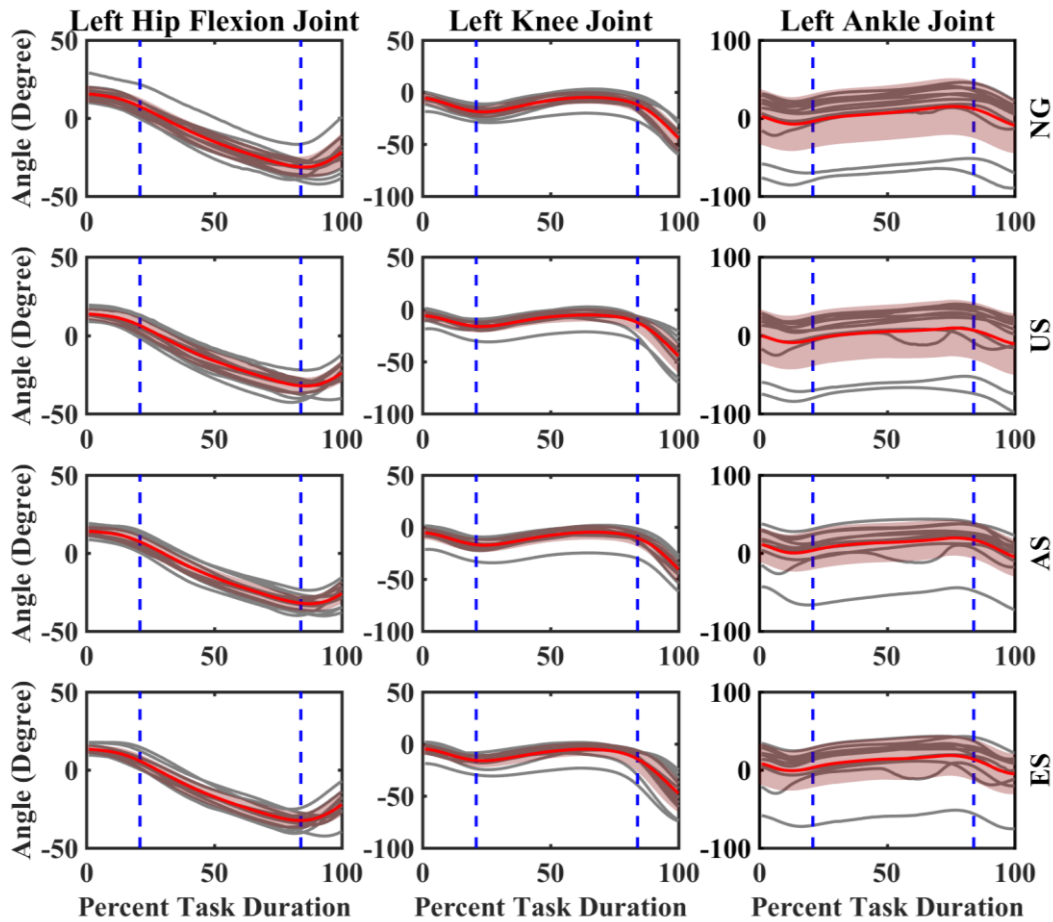 Left Hip Flexion Joint Left Knee Joint Left Ankle Joint
Angle (Degree) 50 0 -50 0 50 100 0 -50 -100 0 50 100 100 0 100 0 50 100 NG
Angle (Degree) 50 0 -50 0 50 100 0 -50 -100 0 50 100 100 0 100 0 50 100 US
Angle (Degree) 50 0 -50 0 50 100 0 -50 -100 0 50 100 100 0 100 0 50 100 AS
Angle (Degree) 50 0 -50 0 50 100 0 -50 -100 0 50 100 100 0 100 0 50 100 ES
Percent Task Duration Percent Task Duration Percent Task Duration